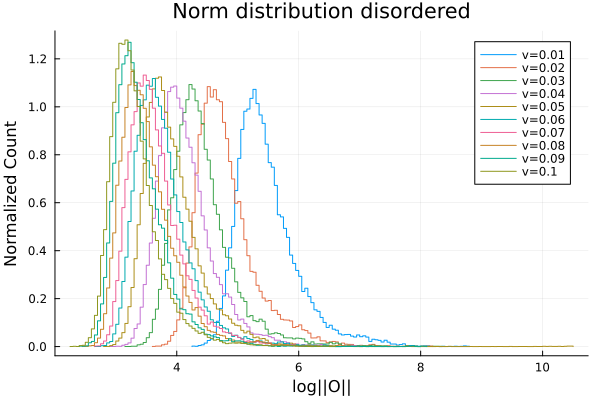 Norm distribution disordered
Normalized Count
1.2
1.0
0.8
0.6
0.4
0.2
0.0
4
6
8
10
log||O||
v=0.01
v=0.02
v=0.03
v=0.04
v=0.05
v=0.06
v=0.07
v=0.08
v=0.09
v=0.1